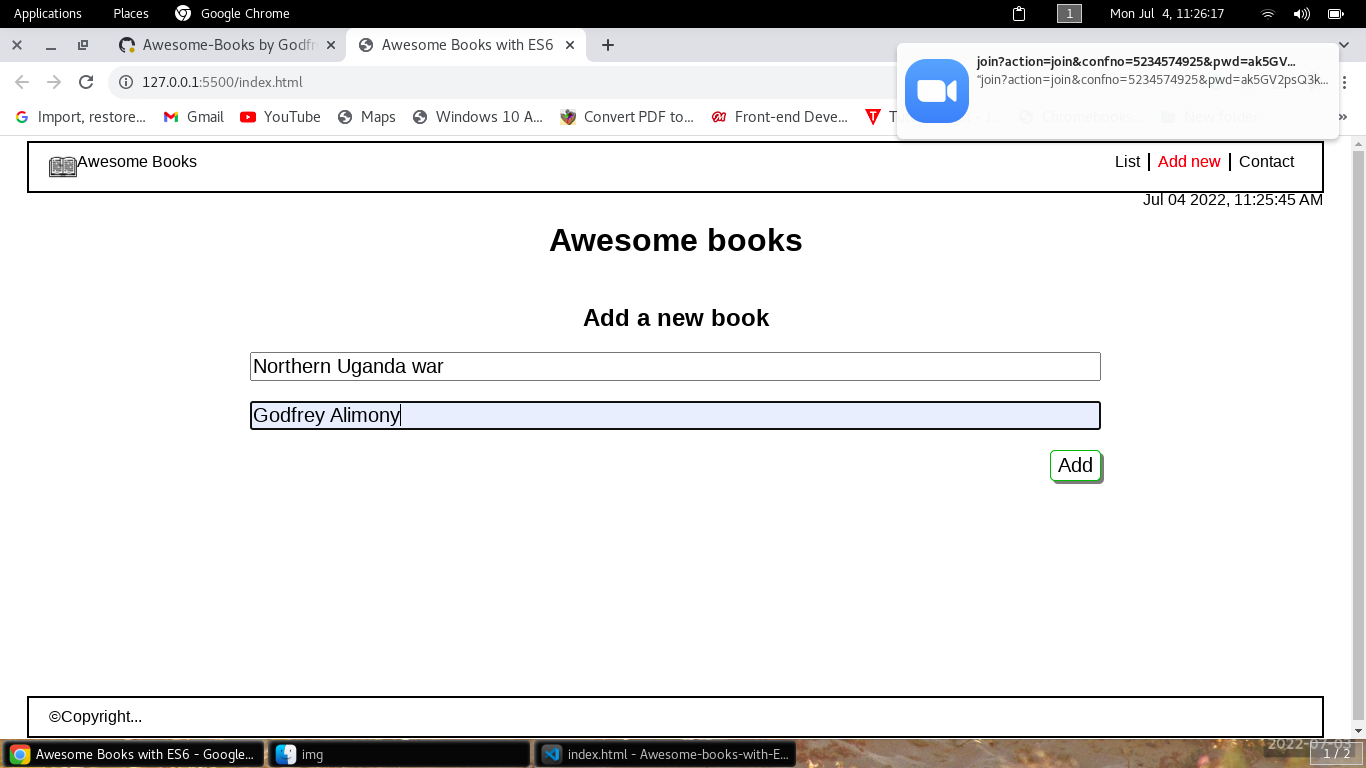 Applications Places Google Chrome 1 Mon Jul 4, 11:26:17
Awesome-Books by Godfr Awesome Books with ES6
join?action=join&confno=5234574925&pwd=ak5GV...
"join?action=join&confno=5234574925&pwd=ak5GV2psQ3k...
127.0.0.1:5500/index.html
Import, restore... Gmail YouTube Maps Windows 10 A... Convert PDF to... Front-end Deve... Chromebooks... New folder
Awesome Books List Add new Contact
Jul 04 2022, 11:25:45 AM
Awesome books
Add a new book
Northern Uganda war
Godfrey Alimony
Add
©Copyright...
Awesome Books with ES6 - Google... img index.html - Awesome-books-with-E...
2022-07-03
1 / 2